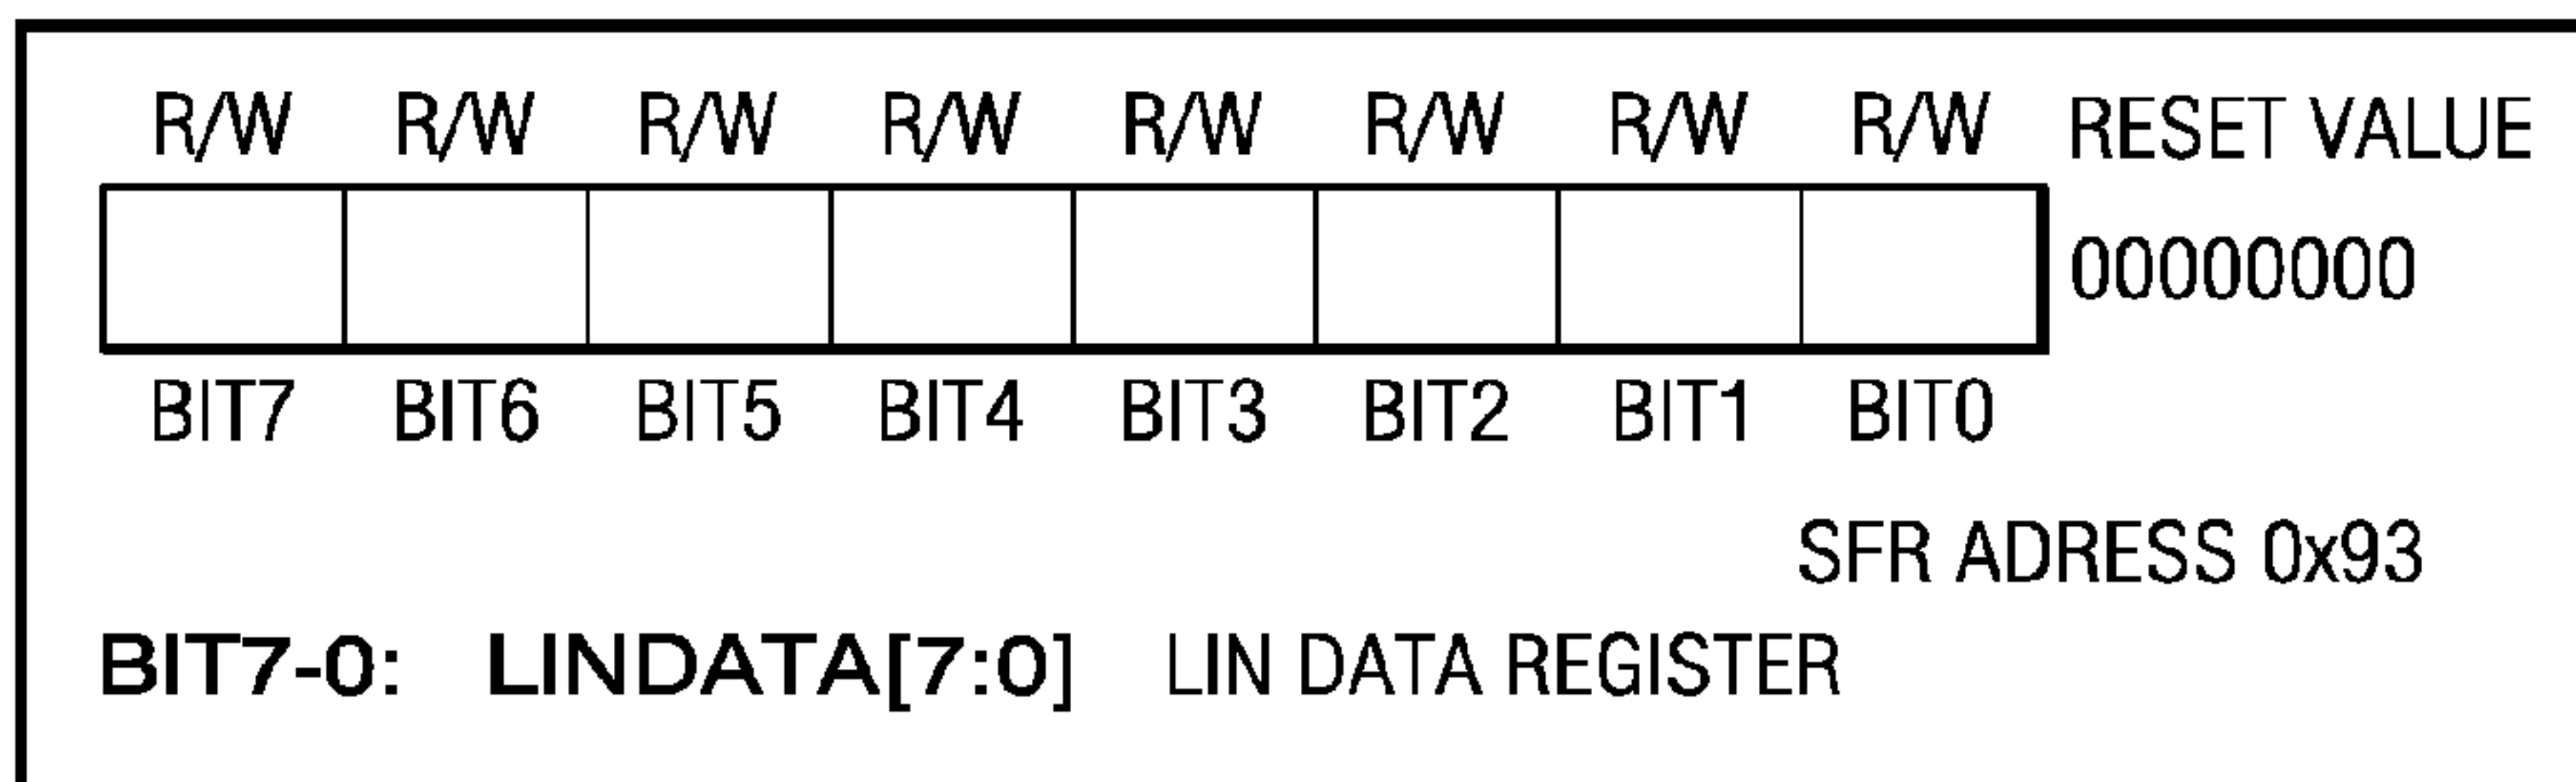 R/W R/W R/W R/W R/W R/W R/W R/W RESET VALUE
00000000
BIT7 BIT6 BIT5 BIT4 BIT3 BIT2 BIT1 BIT0
SFR ADRESS 0x93
BIT7-0: LINDATA[7:0] LIN DATA REGISTER